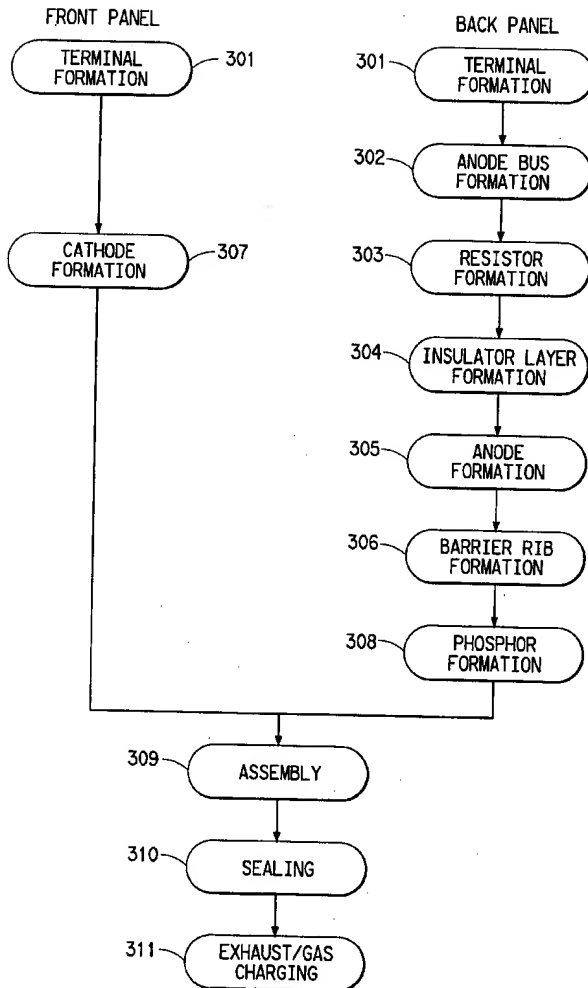 FRONT PANEL
TERMINAL
FORMATION
301
CATHODE
FORMATION
307
BACK PANEL
301
TERMINAL
FORMATION
302
ANODE BUS
FORMATION
303
RESISTOR
FORMATION
304
INSULATOR LAYER
FORMATION
305
ANODE
FORMATION
306
BARRIER RIB
FORMATION
308
PHOSPHOR
FORMATION
309
ASSEMBLY
310
SEALING
311
EXHAUST/GAS
CHARGING